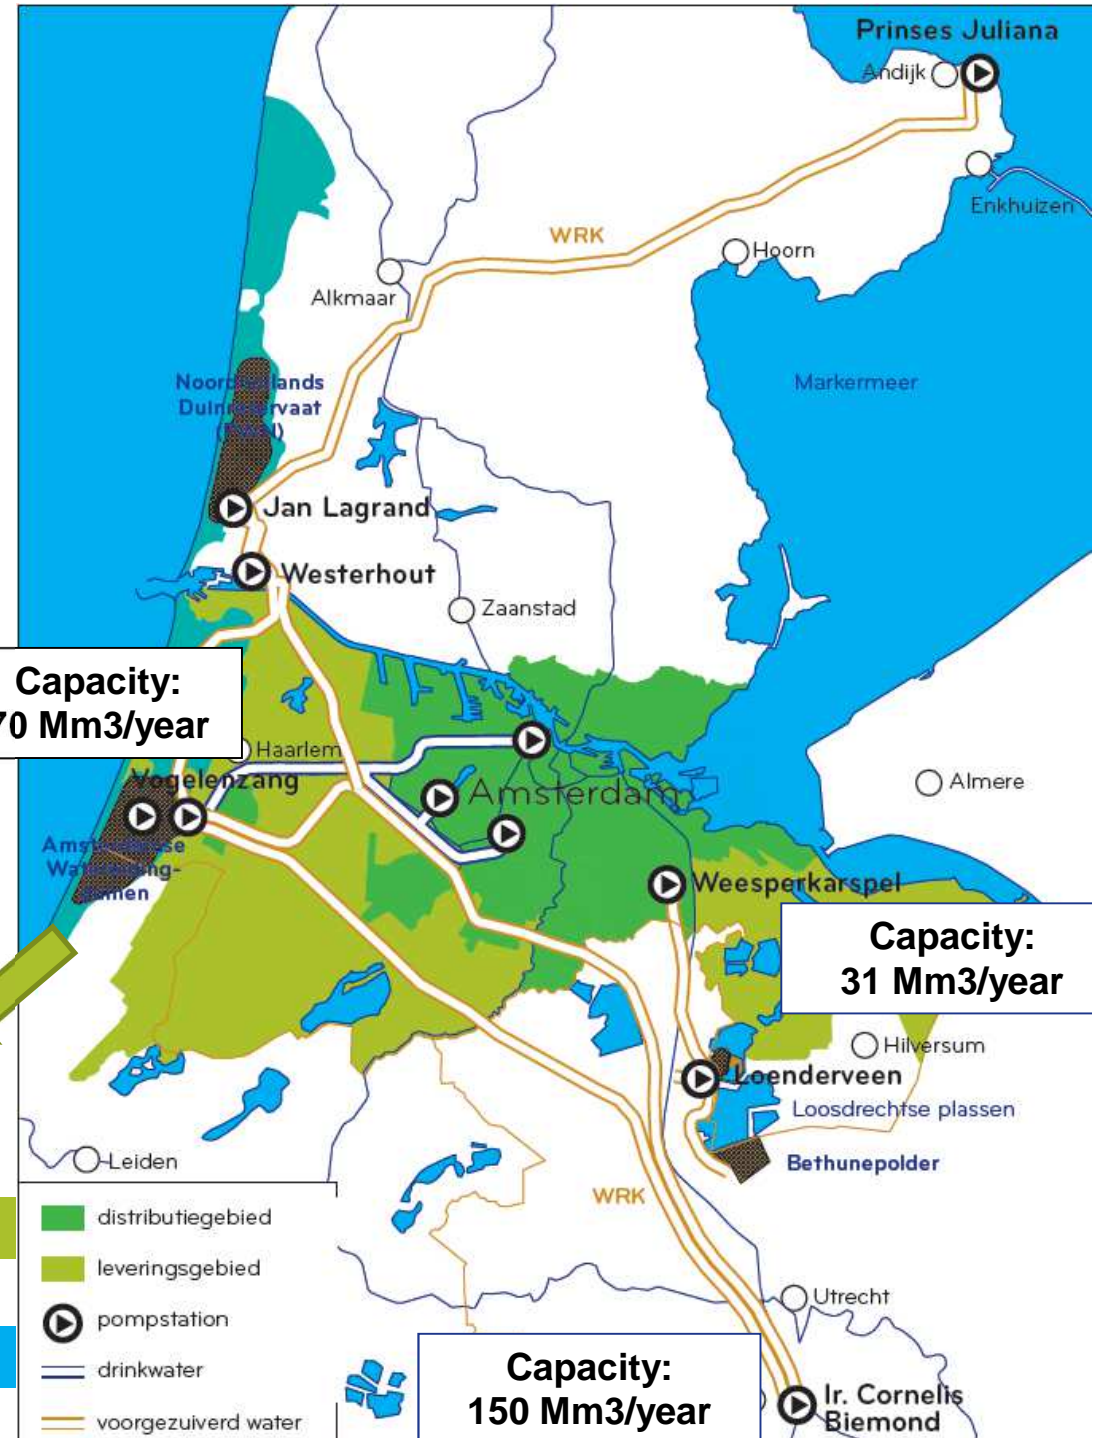 Prinses Juliana
Andijk
Enkhuizen
WRK
Hoorn
Alkmaar
Markermeer
Duin
Jan Lagrand
Westerhout
Zaanstad
Capacity:
70 Mm3/year
Haarlem
Vogelenzang
Amsterdam
Almere
Weesperkarspel
Capacity:
31 Mm3/year
Hilversum
Loenderveen
Loosdrechtse plassen
Bethunepolder
Leiden
WRK
distributiegebied
leveringsgebied
pompstation
drinkwater
voorgezuiverd water
Utrecht
Capacity:
150 Mm3/year
Ir. Cornelis
Biemond